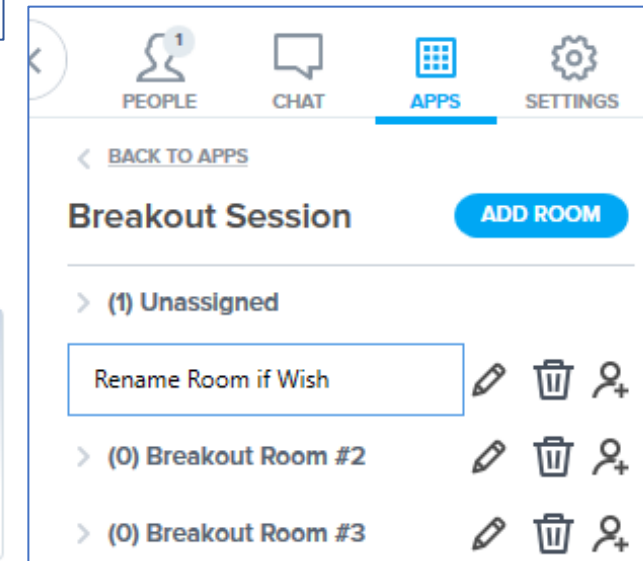 1
PEOPLE CHAT APPS SETTINGS
BACK TO APPS
Breakout Session ADD ROOM
(1) Unassigned
Rename Room if Wish
(0) Breakout Room #2
(0) Breakout Room #3